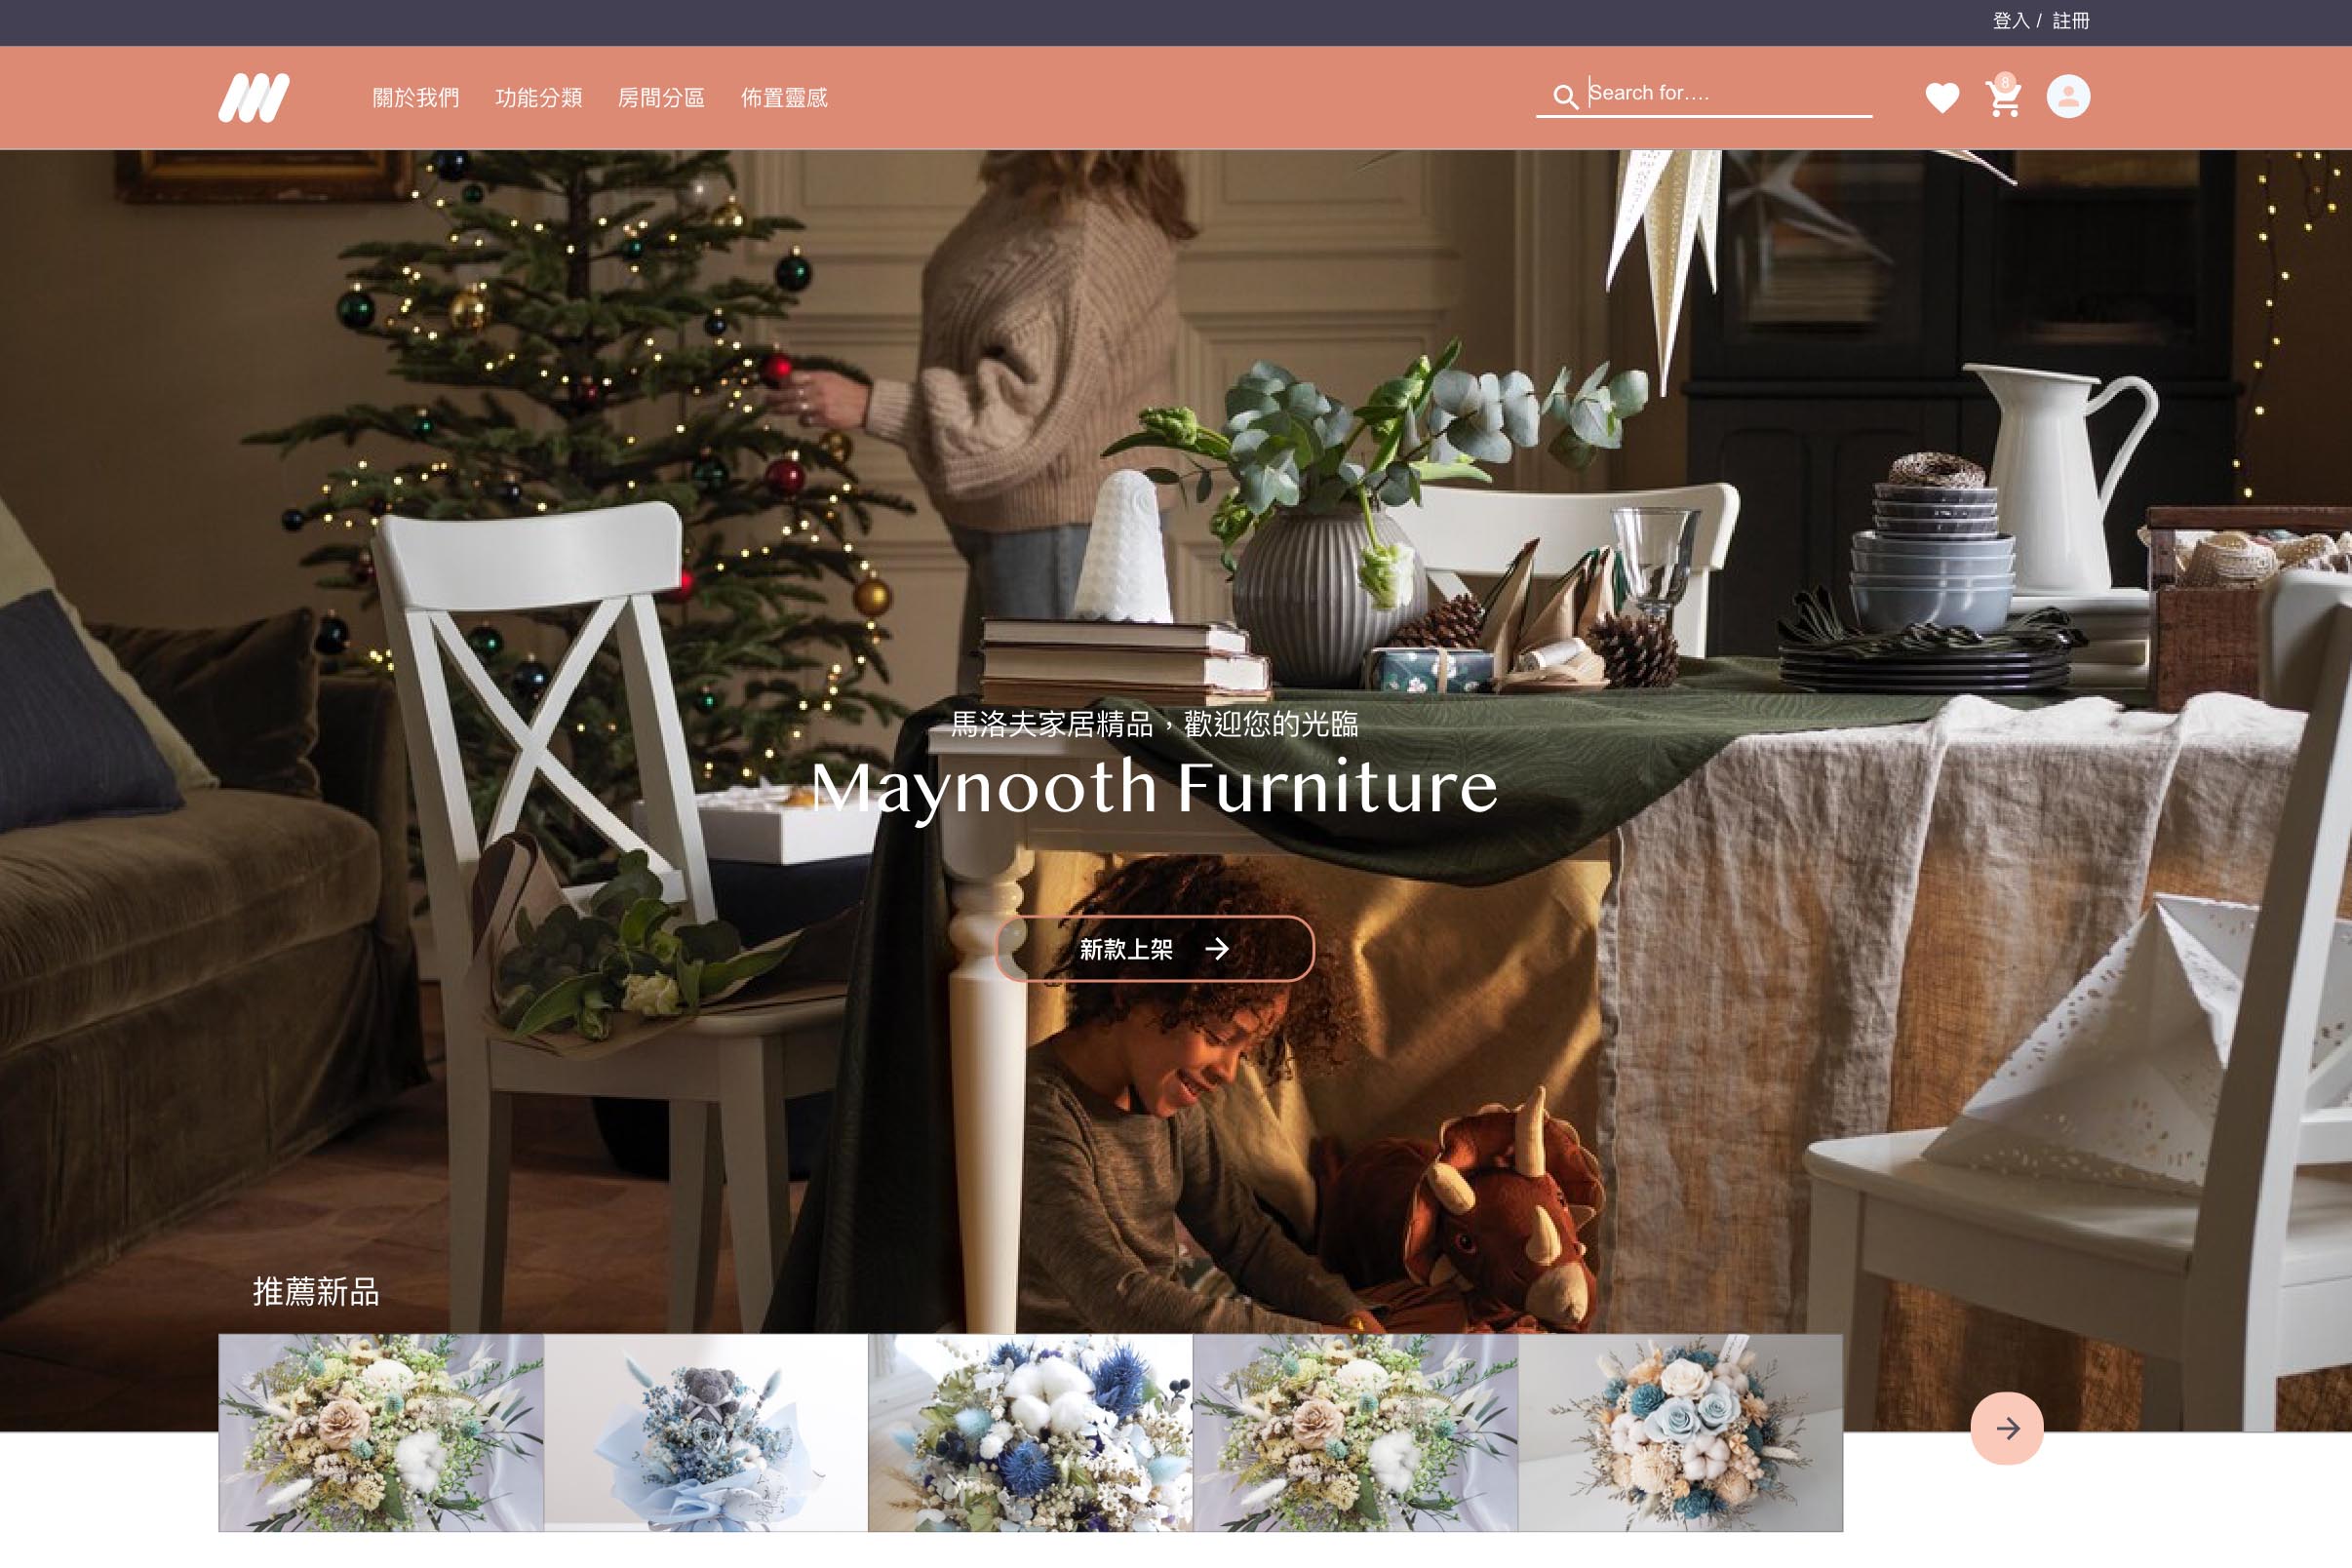 登入 / 註冊
關於我們 功能分類 房間分區 佈置靈感
Search for....
8
馬洛夫家居精品，歡迎您的光臨
Maynooth Furniture
新款上架
推薦新品